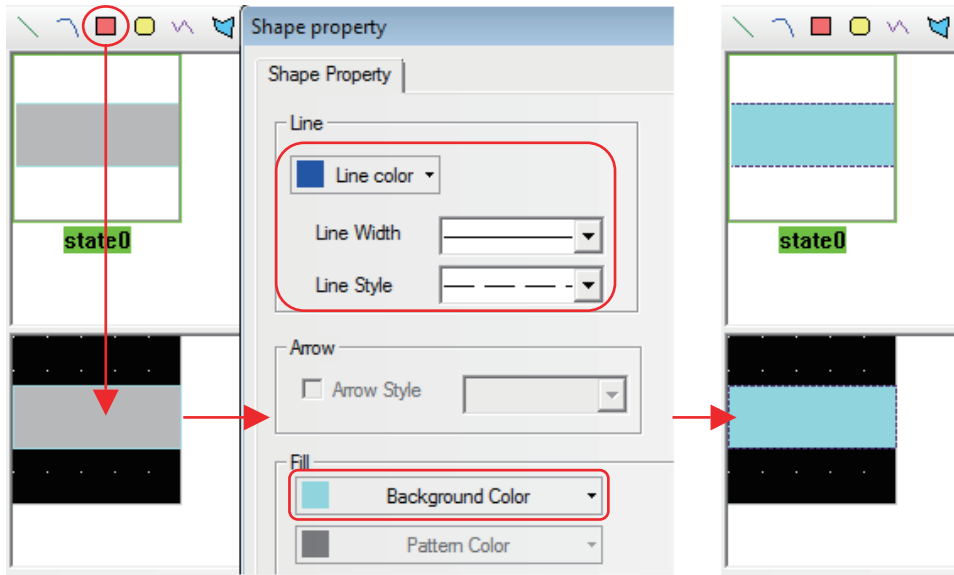 Shape property
Shape Property
Line
Line color
Line Width
Line Style
Arrow
Arrow Style
Fill
Background Color
Pattern Color
state0
state0